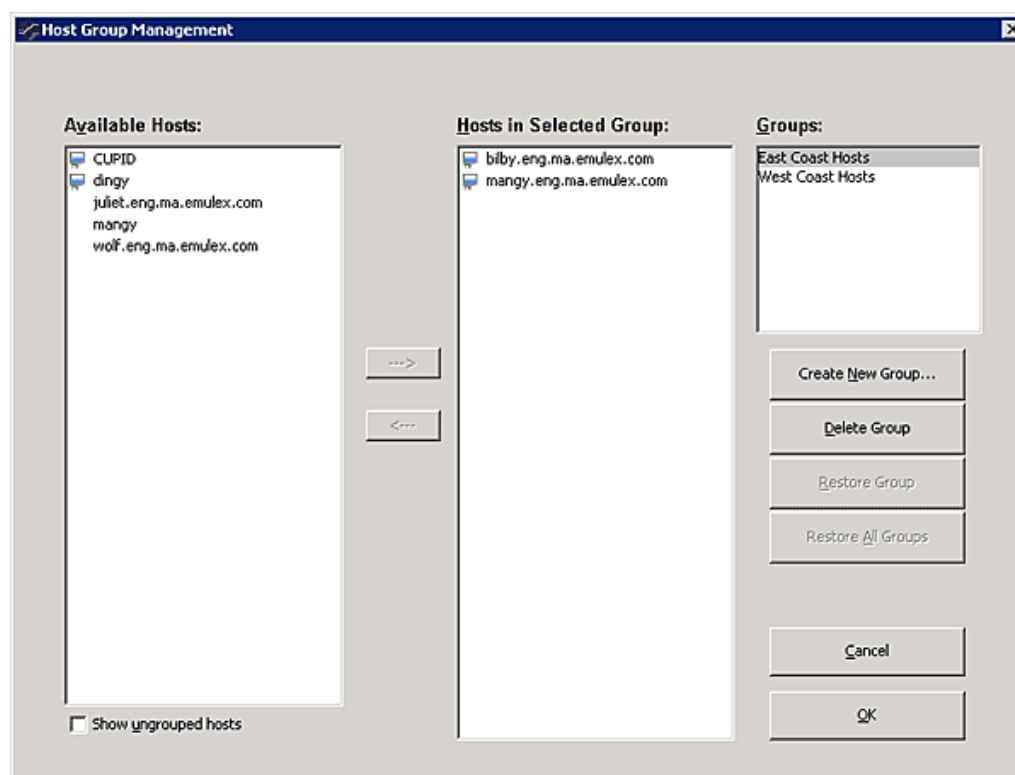 Host Group Management
Available Hosts:
CUPID
dingy
juliet.eng.ma.emulex.com
mangy
wolf.eng.ma.emulex.com
Show ungrouped hosts
--->
<---
Hosts in Selected Group:
bilby.eng.ma.emulex.com
mangy.eng.ma.emulex.com
Groups:
East Coast Hosts
West Coast Hosts
Create New Group...
Delete Group
Restore Group
Restore All Groups
Cancel
OK